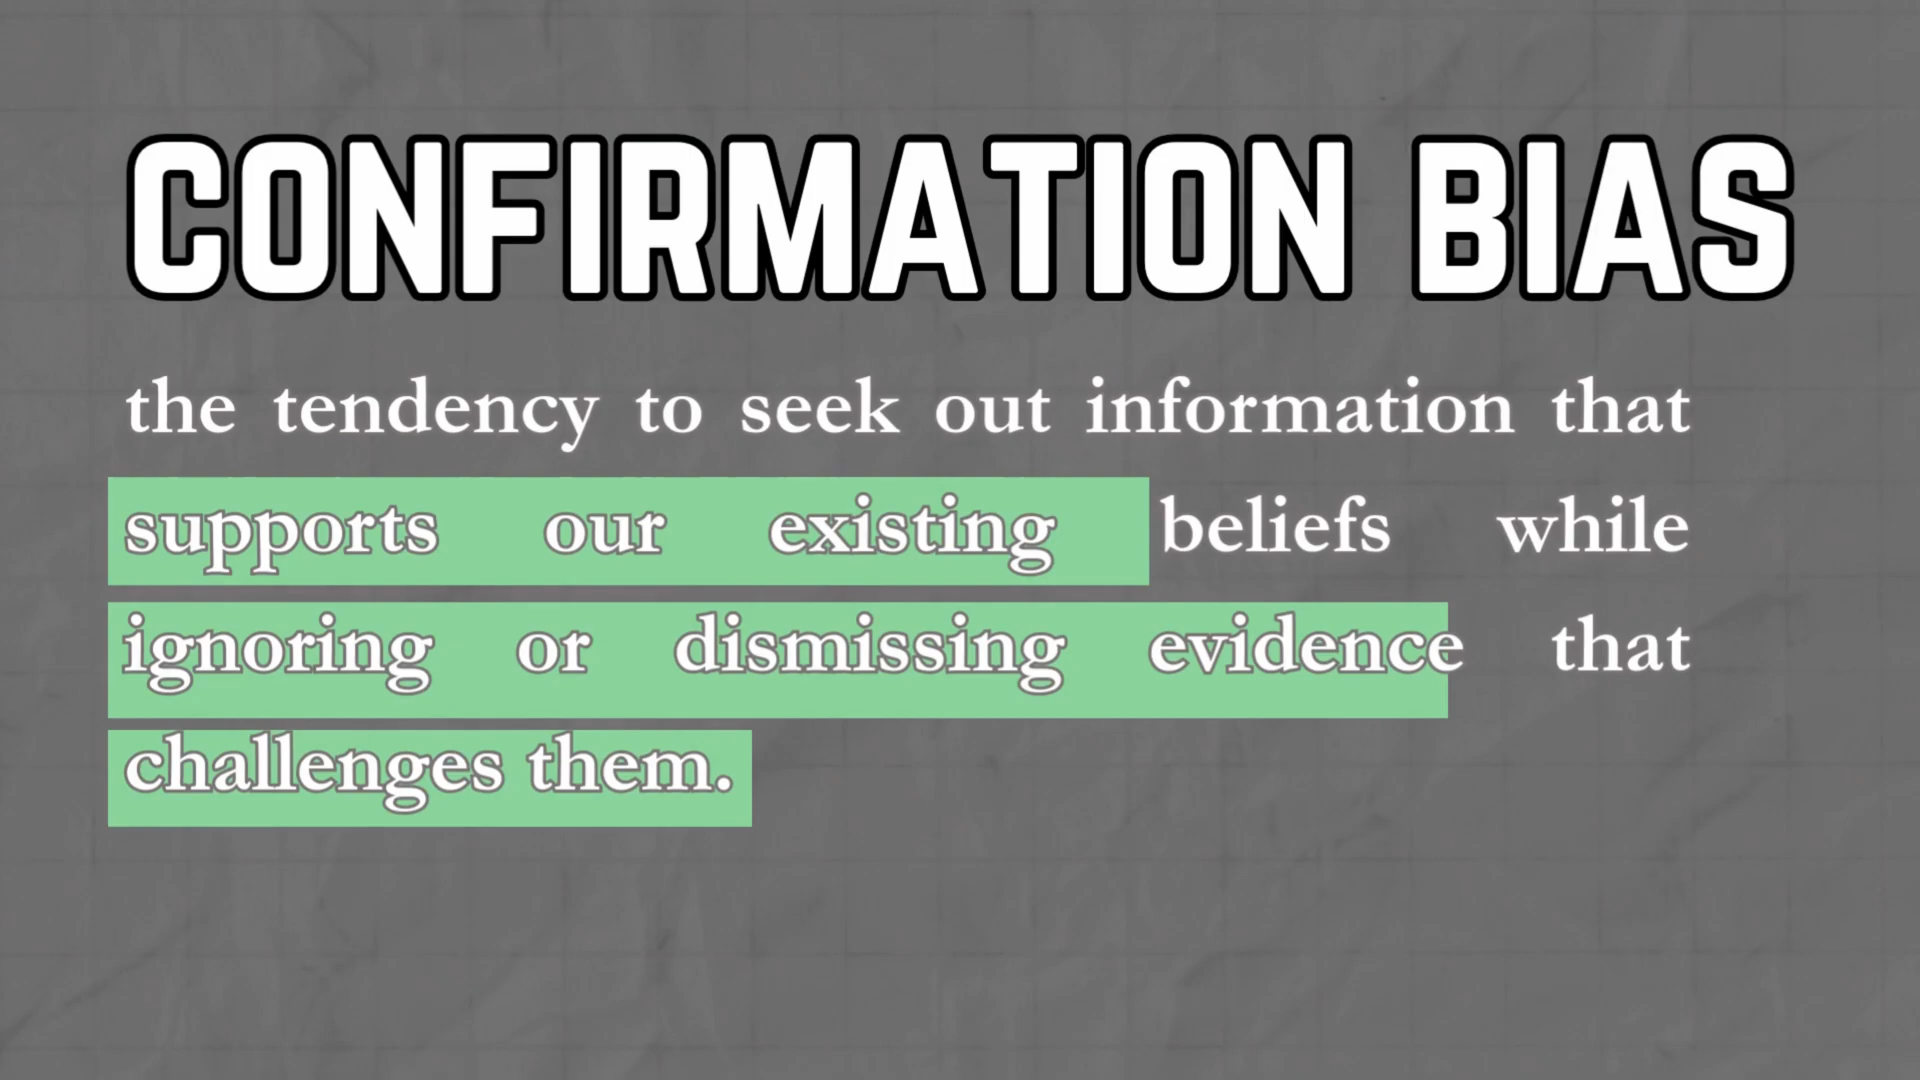 CONFIRMATION BIAS
the tendency to seek out information that
supports our existing beliefs while
ignoring or dismissing evidence that
challenges them.